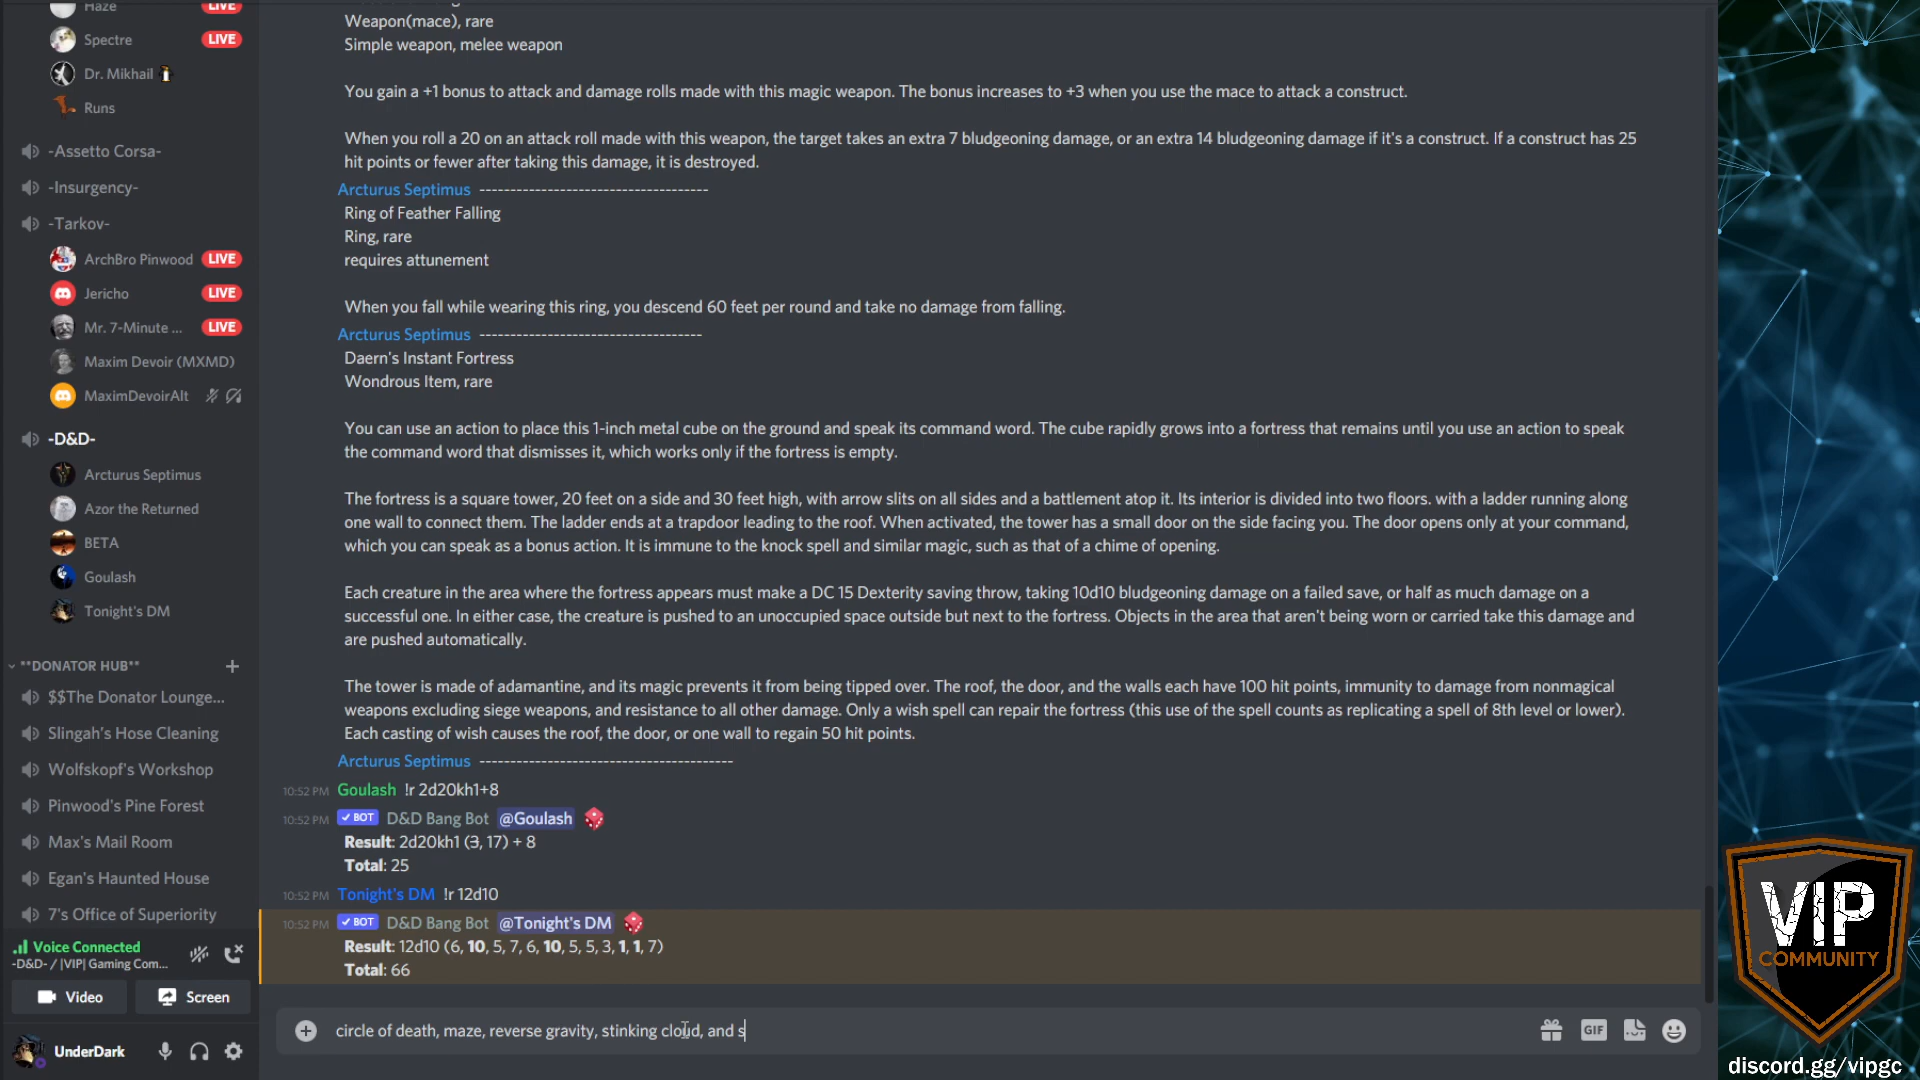 Haze LIVE
Spectre LIVE
Dr. Mikhail
Runs
-Assetto Corsa-
-Insurgency-
-Tarkov-
ArchBro Pinwood LIVE
Jericho LIVE
Mr. 7-Minute ... LIVE
Maxim Devoir (MXMD)
MaximDevoirAlt
-D&D-
Arcturus Septimus
Azor the Returned
BETA
Goulash
Tonight's DM
**DONATOR HUB**
$$The Donator Lounge...
Slingah's Hose Cleaning
Wolfskopf's Workshop
Pinwood's Pine Forest
Max's Mail Room
Egan's Haunted House
7's Office of Superiority
Voice Connected
-D&D- / |VIP| Gaming Com...
Video Screen
UnderDark
Weapon(mace), rare
Simple weapon, melee weapon
You gain a +1 bonus to attack and damage rolls made with this magic weapon. The bonus increases to +3 when you use the mace to attack a construct.
When you roll a 20 on an attack roll made with this weapon, the target takes an extra 7 bludgeoning damage, or an extra 14 bludgeoning damage if it's a construct. If a construct has 25
hit points or fewer after taking this damage, it is destroyed.
Arcturus Septimus -------------------------------------
Ring of Feather Falling
Ring, rare
requires attunement
When you fall while wearing this ring, you descend 60 feet per round and take no damage from falling.
Arcturus Septimus ------------------------------------
Daern's Instant Fortress
Wondrous Item, rare
You can use an action to place this 1-inch metal cube on the ground and speak its command word. The cube rapidly grows into a fortress that remains until you use an action to speak
the command word that dismisses it, which works only if the fortress is empty.
The fortress is a square tower, 20 feet on a side and 30 feet high, with arrow slits on all sides and a battlement atop it. Its interior is divided into two floors. with a ladder running along
one wall to connect them. The ladder ends at a trapdoor leading to the roof. When activated, the tower has a small door on the side facing you. The door opens only at your command,
which you can speak as a bonus action. It is immune to the knock spell and similar magic, such as that of a chime of opening.
Each creature in the area where the fortress appears must make a DC 15 Dexterity saving throw, taking 10d10 bludgeoning damage on a failed save, or half as much damage on a
successful one. In either case, the creature is pushed to an unoccupied space outside but next to the fortress. Objects in the area that aren't being worn or carried take this damage and
are pushed automatically.
The tower is made of adamantine, and its magic prevents it from being tipped over. The roof, the door, and the walls each have 100 hit points, immunity to damage from nonmagical
weapons excluding siege weapons, and resistance to all other damage. Only a wish spell can repair the fortress (this use of the spell counts as replicating a spell of 8th level or lower).
Each casting of wish causes the roof, the door, or one wall to regain 50 hit points.
Arcturus Septimus -----------------------------------------
10:52 PM Goulash !r 2d20kh1+8
10:52 PM BOT D&D Bang Bot @Goulash
Result: 2d20kh1 (3, 17) + 8
Total: 25
10:52 PM Tonight's DM !r 12d10
10:52 PM BOT D&D Bang Bot @Tonight's DM
Result: 12d10 (6, 10, 5, 7, 6, 10, 5, 5, 3, 1, 1, 7)
Total: 66
circle of death, maze, reverse gravity, stinking cloud, and s
GIF
VIP
COMMUNITY
discord.gg/vipgc